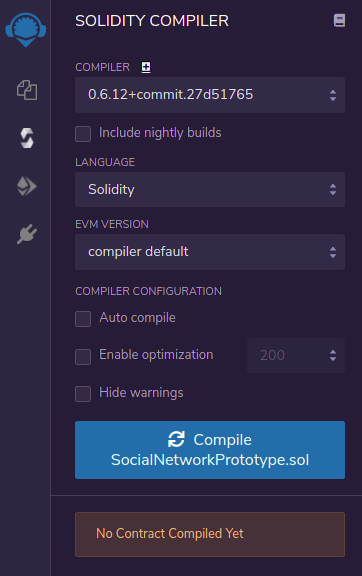 SOLIDITY COMPILER
COMPILER
0.6.12+commit.27d51765
Include nightly builds
LANGUAGE
Solidity
EVM VERSION
compiler default
COMPILER CONFIGURATION
Auto compile
Enable optimization 200
Hide warnings
Compile
SocialNetworkPrototype.sol
No Contract Compiled Yet